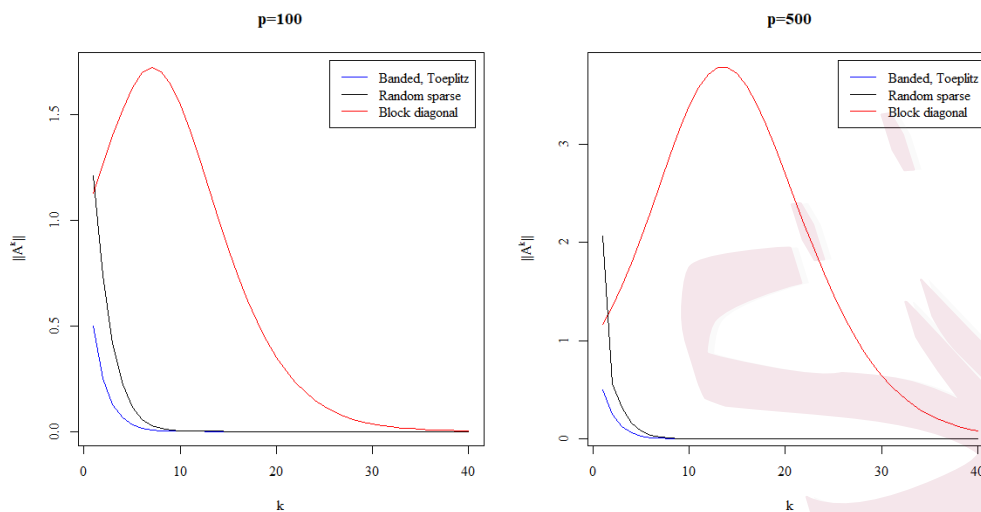 p=100
Banded, Toeplitz
Random sparse
Block diagonal
||A^k||
0.0
0.5
1.0
1.5
0
10
20
30
40
k
p=500
Banded, Toeplitz
Random sparse
Block diagonal
||A^k||
0
1
2
3
0
10
20
30
40
k